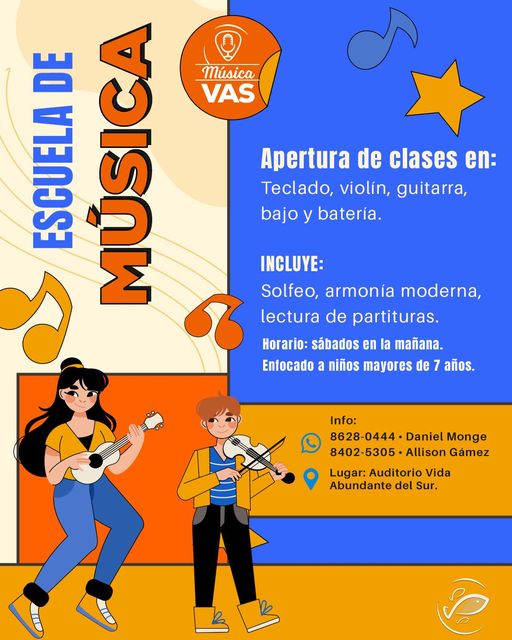 ESCUELA DE
MÚSICA
Música
VAS
Apertura de clases en:
Teclado, violín, guitarra,
bajo y batería.
INCLUYE:
Solfeo, armonía moderna,
lectura de partituras.
Horario: sábados en la mañana.
Enfocado a niños mayores de 7 años.
Info:
8628-0444 • Daniel Monge
8402-5305 • Allison Gámez
Lugar: Auditorio Vida
Abundante del Sur.